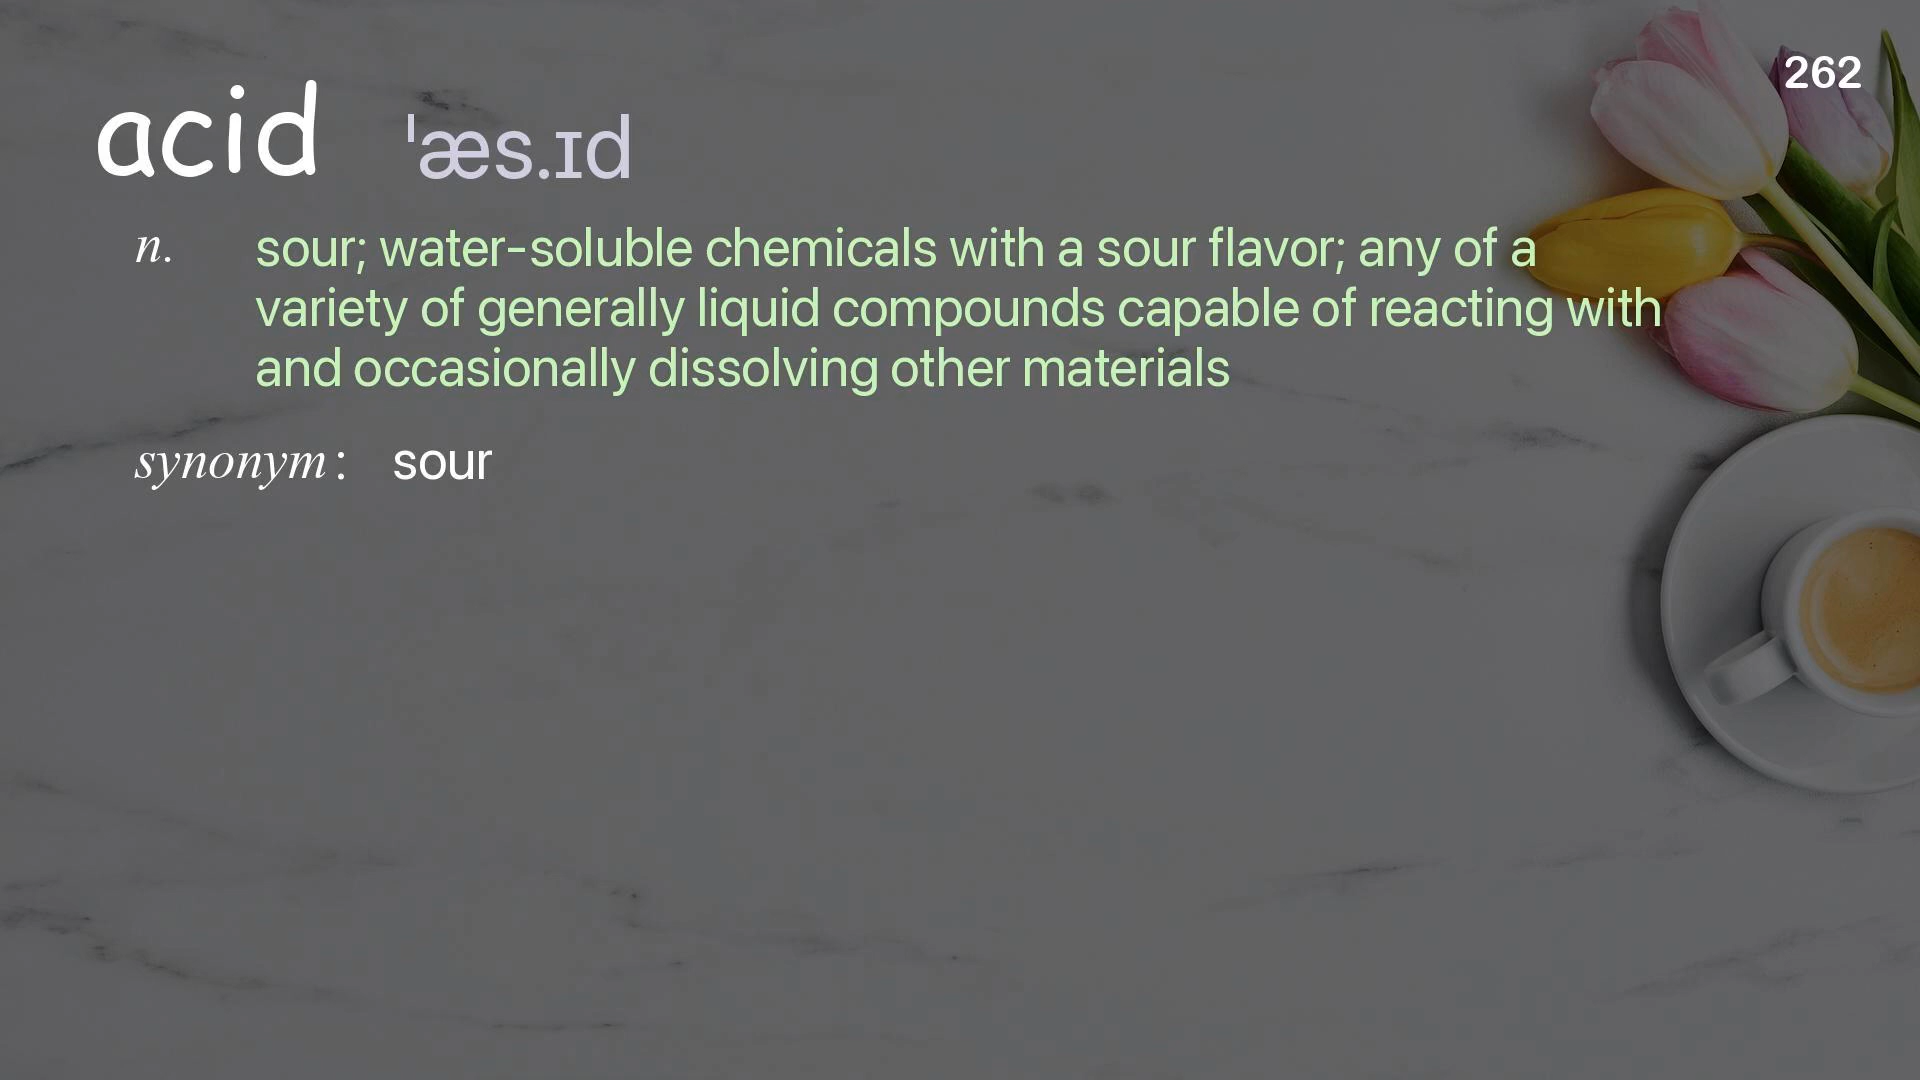 262
acid ˈæs.ɪd
n. sour; water-soluble chemicals with a sour flavor; any of a
variety of generally liquid compounds capable of reacting with
and occasionally dissolving other materials
synonym: sour